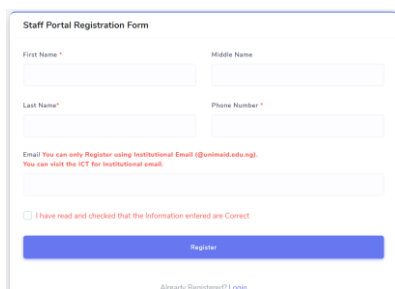 Staff Portal Registration Form
First Name * Middle Name
Last Name* Phone Number *
Email You can only Register using Institutional Email (@unimaid.edu.ng).
You can visit the ICT for Institutional email.
I have read and checked that the Information entered are Correct
Register
Already Registered? Login